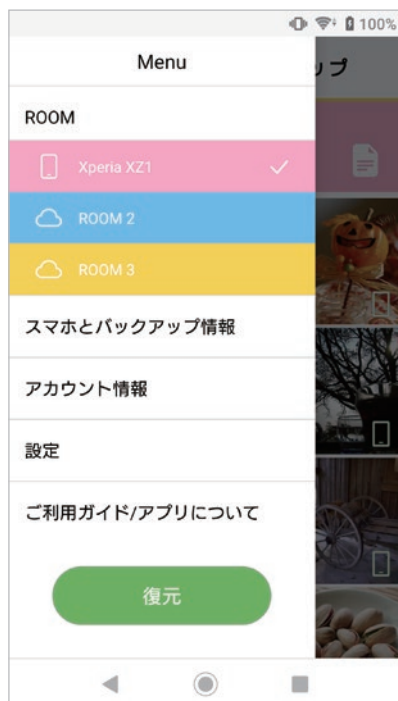 100%
Menu
ップ
ROOM
Xperia XZ1
ROOM 2
ROOM 3
スマホとバックアップ情報
アカウント情報
設定
ご利用ガイド/アプリについて
復元